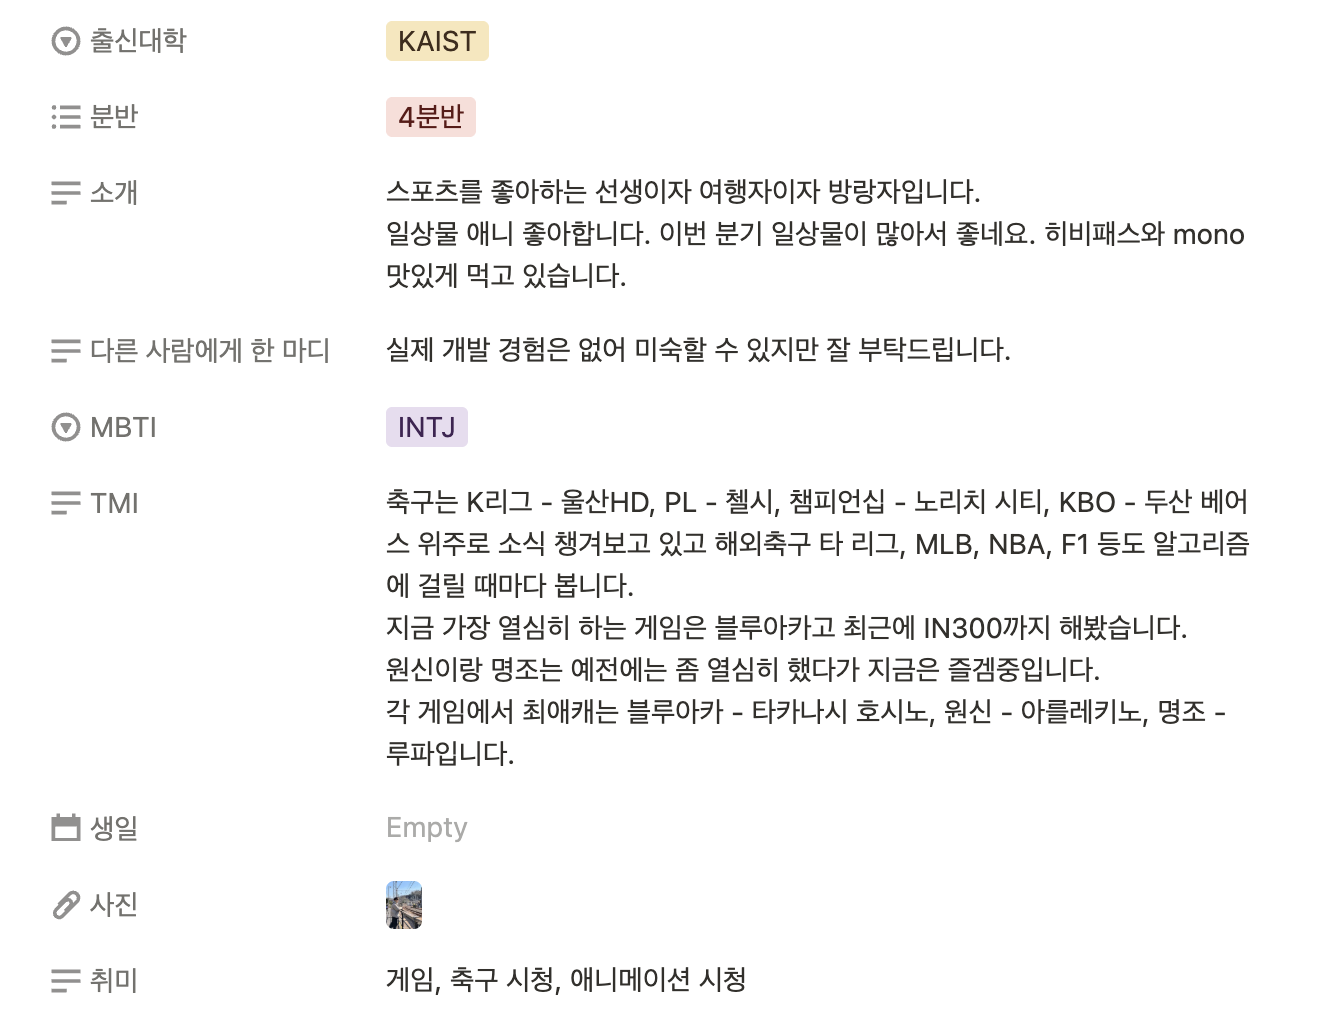 출신대학
KAIST
분반
4분반
소개
스포츠를 좋아하는 선생이자 여행자이자 방랑자입니다.
일상물 애니 좋아합니다. 이번 분기 일상물이 많아서 좋네요. 히비패스와 mono
맛있게 먹고 있습니다.
다른 사람에게 한 마디
실제 개발 경험은 없어 미숙할 수 있지만 잘 부탁드립니다.
MBTI
INTJ
TMI
축구는 K리그 - 울산HD, PL - 첼시, 챔피언십 - 노리치 시티, KBO - 두산 베어
스 위주로 소식 챙겨보고 있고 해외축구 타 리그, MLB, NBA, F1 등도 알고리즘
에 걸릴 때마다 봅니다.
지금 가장 열심히 하는 게임은 블루아카고 최근에 IN300까지 해봤습니다.
원신이랑 명조는 예전에는 좀 열심히 했다가 지금은 즐겜중입니다.
각 게임에서 최애캐는 블루아카 - 타카나시 호시노, 원신 - 아를레키노, 명조 -
루파입니다.
생일
Empty
사진
취미
게임, 축구 시청, 애니메이션 시청